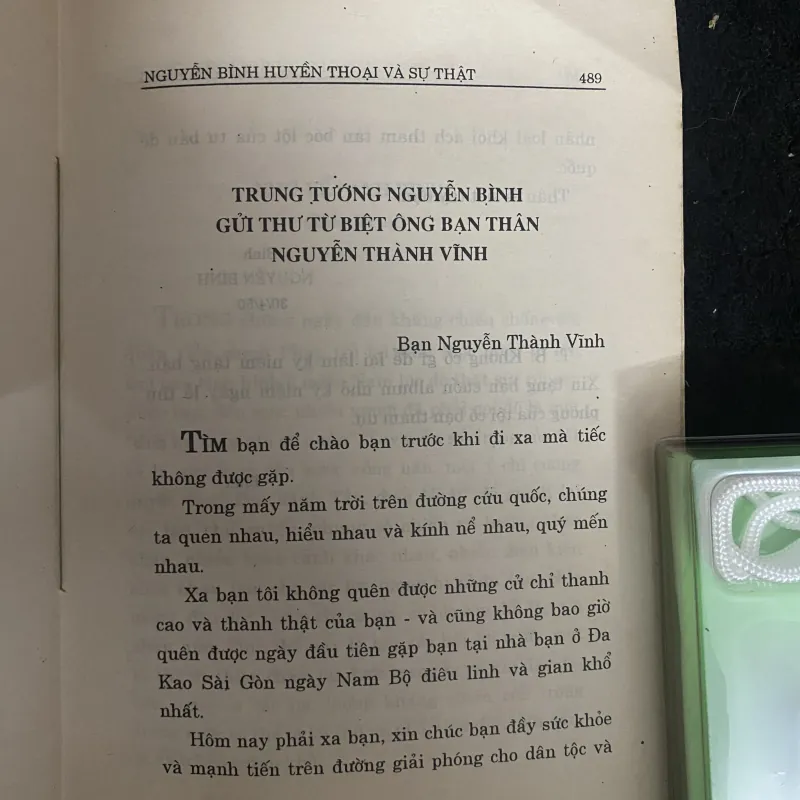 NGUYỄN BÌNH HUYỀN THOẠI VÀ SỰ THẬT 489
TRUNG TƯỚNG NGUYỄN BÌNH
GỬI THƯ TỪ BIỆT ÔNG BẠN THÂN
NGUYỄN THÀNH VĨNH
Bạn Nguyễn Thành Vĩnh
TÌM bạn để chào bạn trước khi đi xa mà tiếc
không được gặp.
Trong mấy năm trời trên đường cứu quốc, chúng
ta quen nhau, hiểu nhau và kính nể nhau, quý mến
nhau.
Xa bạn tôi không quên được những cử chỉ thanh
cao và thành thật của bạn - và cũng không bao giờ
quên được ngày đầu tiên gặp bạn tại nhà bạn ở Đa
Kao Sài Gòn ngày Nam Bộ điêu linh và gian khổ
nhất.
Hôm nay phải xa bạn, xin chúc bạn đầy sức khỏe
và mạnh tiến trên đường giải phóng cho dân tộc và